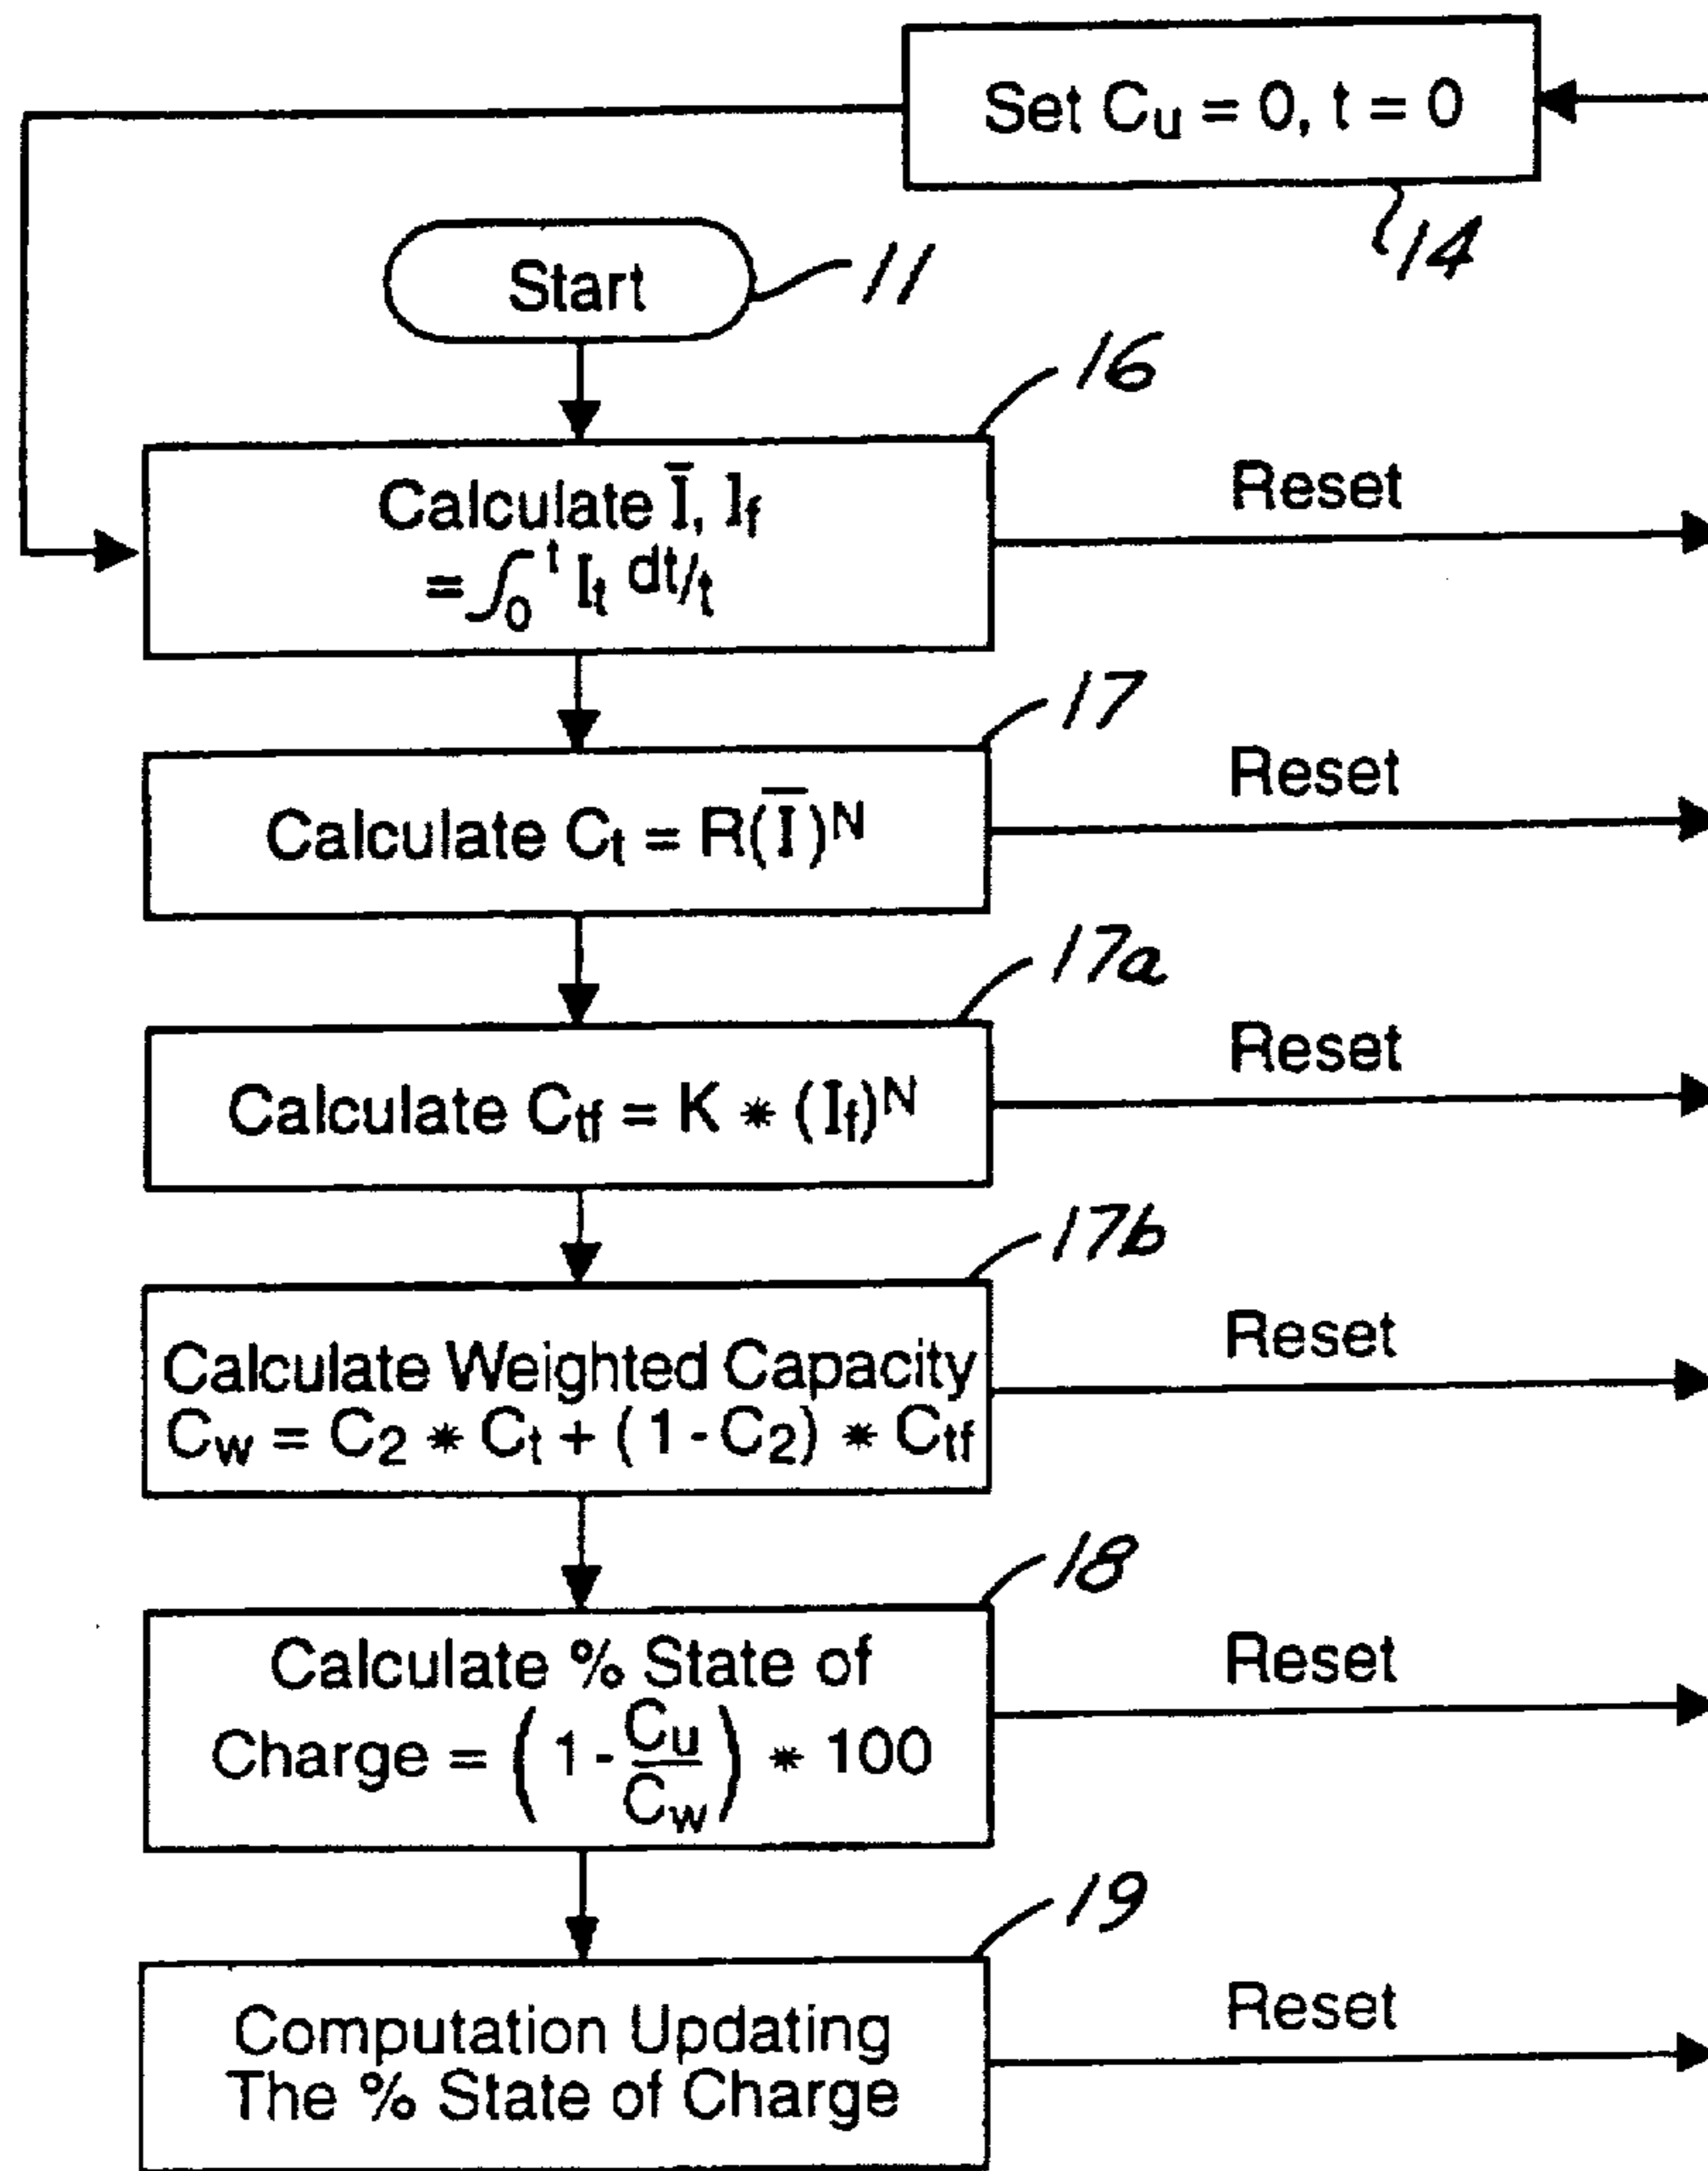 Set Cu = 0, t = 0
14
Start
11
16
Calculate Ī, If
= ∫₀ᵗ It dt/t
Reset
17
Calculate Ct = R(Ī)ᴺ
Reset
17a
Calculate Ctf = K * (If)ᴺ
Reset
17b
Calculate Weighted Capacity
Cw = C2 * Ct + (1 - C2) * Ctf
Reset
18
Calculate % State of
Charge = (1 - Cu/Cw) * 100
Reset
19
Computation Updating
The % State of Charge
Reset